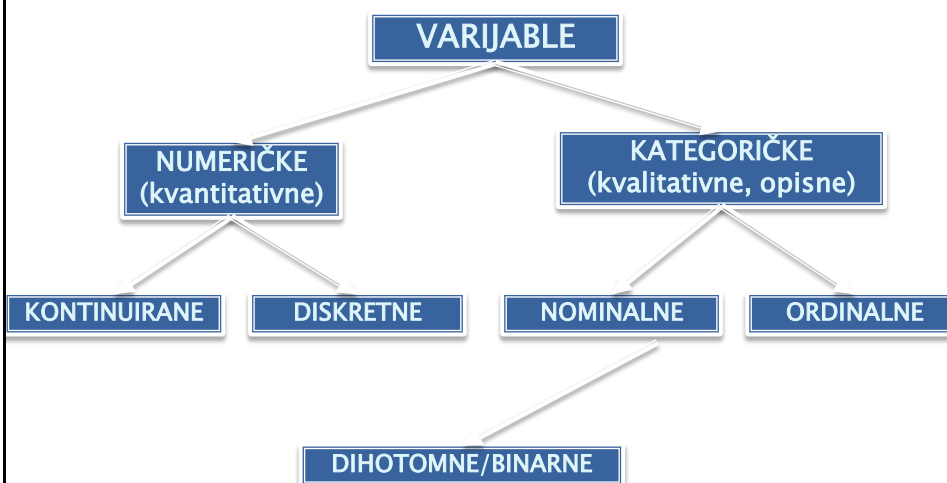 VARIJABLE
NUMERIČKE
(kvantitativne)
KATEGORIČKE
(kvalitativne, opisne)
KONTINUIRANE
DISKRETNE
NOMINALNE
ORDINALNE
DIHOTOMNE/BINARNE